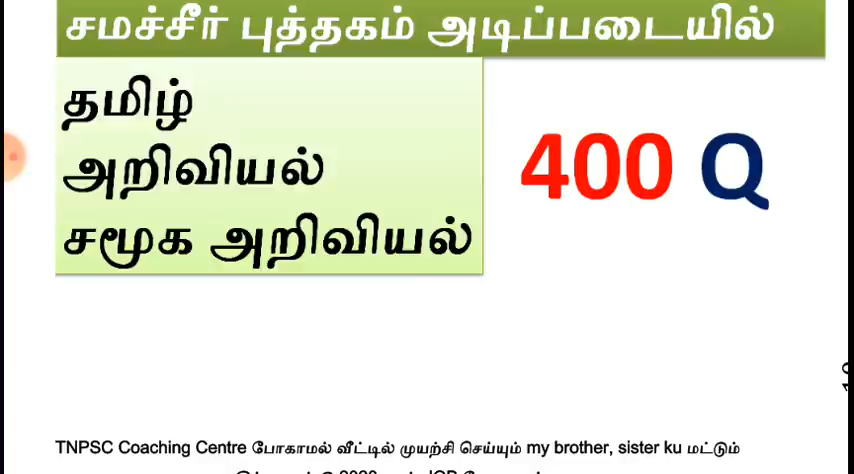 சமச்சீர் புத்தகம் அடிப்படையில்
தமிழ்
அறிவியல்
சமூக அறிவியல்
400 Q
TNPSC Coaching Centre போகாமல் வீட்டில் முயற்சி செய்யும் my brother, sister ku மட்டும்